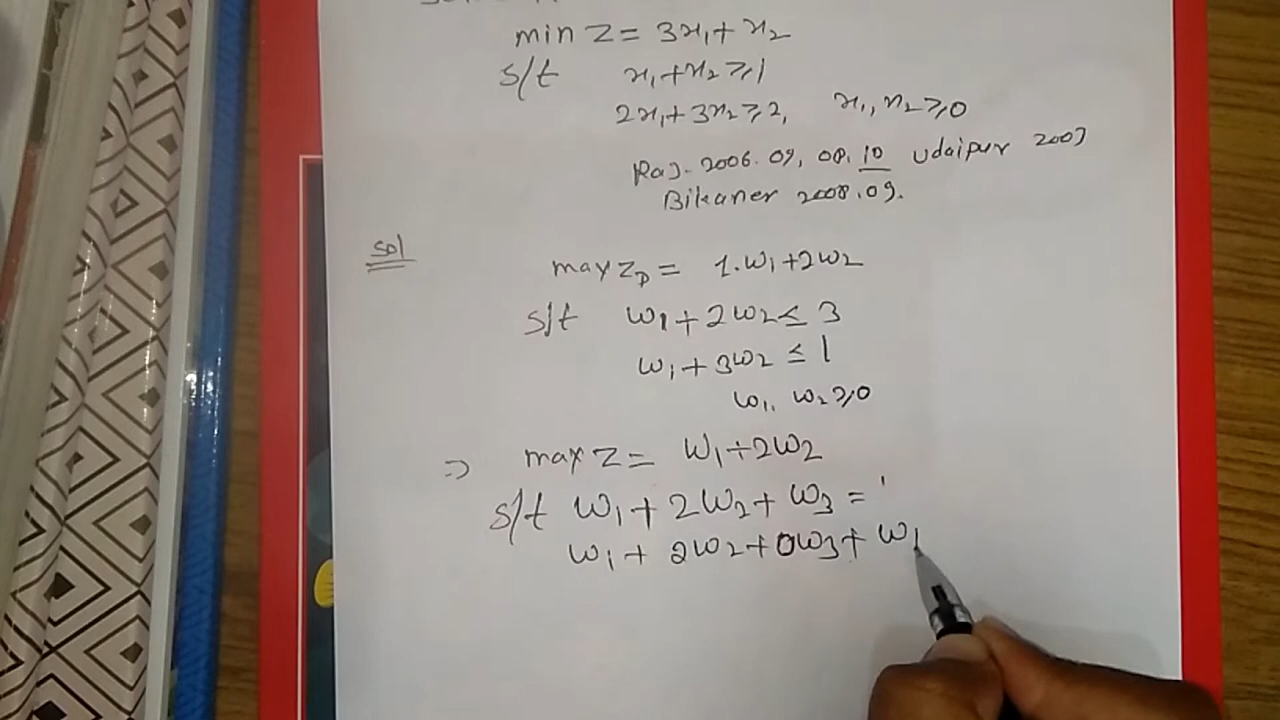 min Z = 3x₁ + x₂
s/t x₁ + x₂ ≥ 1
2x₁ + 3x₂ ≥ 2, x₁, x₂ ≥ 0
Raj. 2006. 09, 08. 10 Udaipur 2007
Bikaner 2008. 09.
Sol
max Z_D = 1.w₁ + 2w₂
s/t w₁ + 2w₂ ≤ 3
w₁ + 3w₂ ≤ 1
w₁, w₂ ≥ 0
⇒ max Z = w₁ + 2w₂
s/t w₁ + 2w₂ + w₃ =
w₁ + 2w₂ + 0w₃ + w